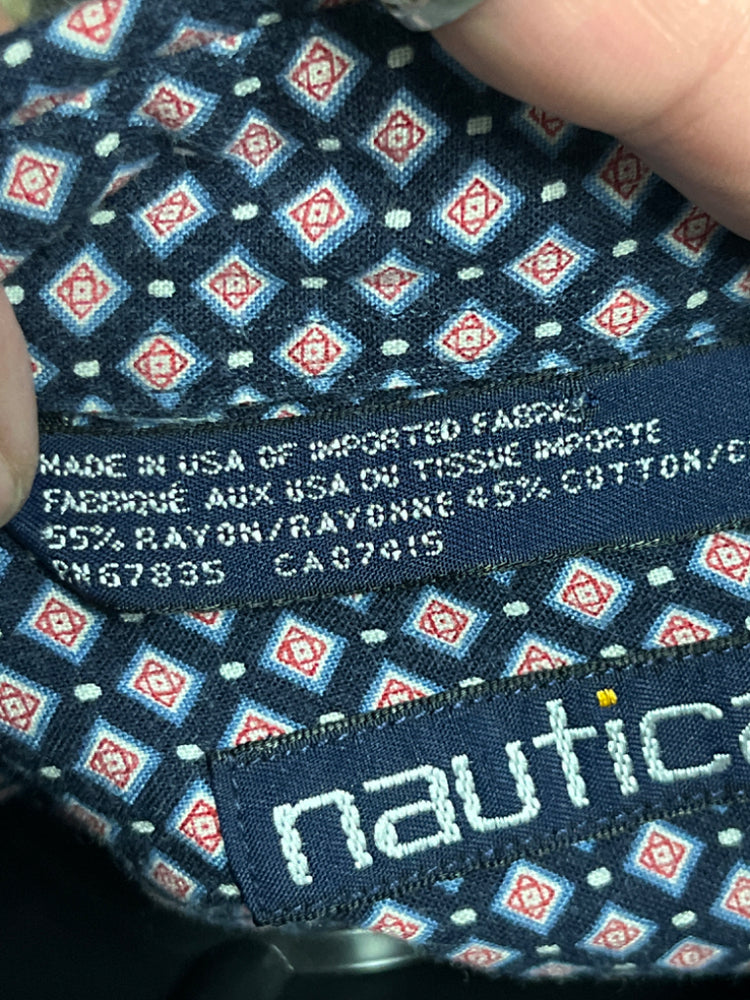 MADE IN USA OF IMPORTED FABRIC
FABRIQUÉ AUX USA DU TISSUE IMPORTE
55% RAYON/RAYONNE 45% COTTON/
RN67835 CA07415
nautica